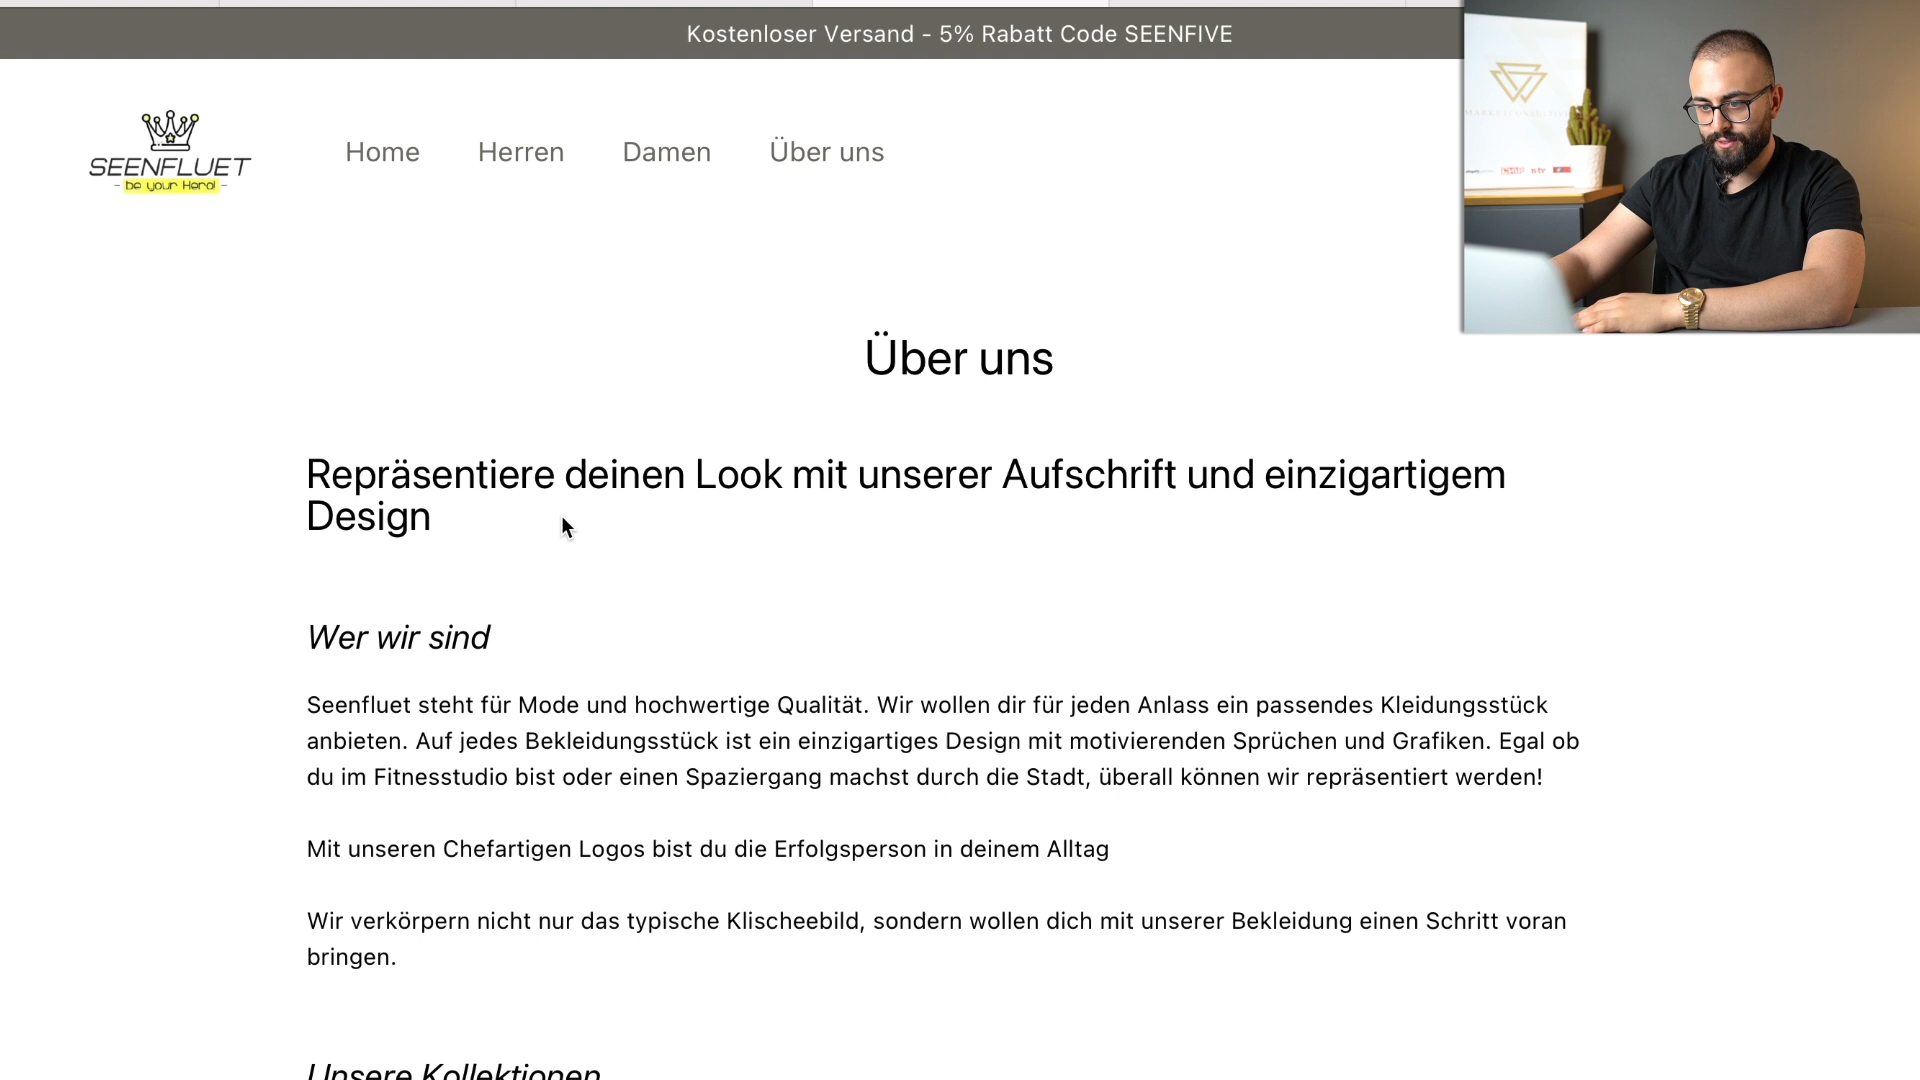 Kostenloser Versand - 5% Rabatt Code SEENFIVE
SEENFLUET
- be your Hero! -
Home
Herren
Damen
Über uns
CHIP
n tv
Über uns
Repräsentiere deinen Look mit unserer Aufschrift und einzigartigem
Design
Wer wir sind
Seenfluet steht für Mode und hochwertige Qualität. Wir wollen dir für jeden Anlass ein passendes Kleidungsstück
anbieten. Auf jedes Bekleidungsstück ist ein einzigartiges Design mit motivierenden Sprüchen und Grafiken. Egal ob
du im Fitnesstudio bist oder einen Spaziergang machst durch die Stadt, überall können wir repräsentiert werden!
Mit unseren Chefartigen Logos bist du die Erfolgsperson in deinem Alltag
Wir verkörpern nicht nur das typische Klischeebild, sondern wollen dich mit unserer Bekleidung einen Schritt voran
bringen.
Unsere Kollektionen